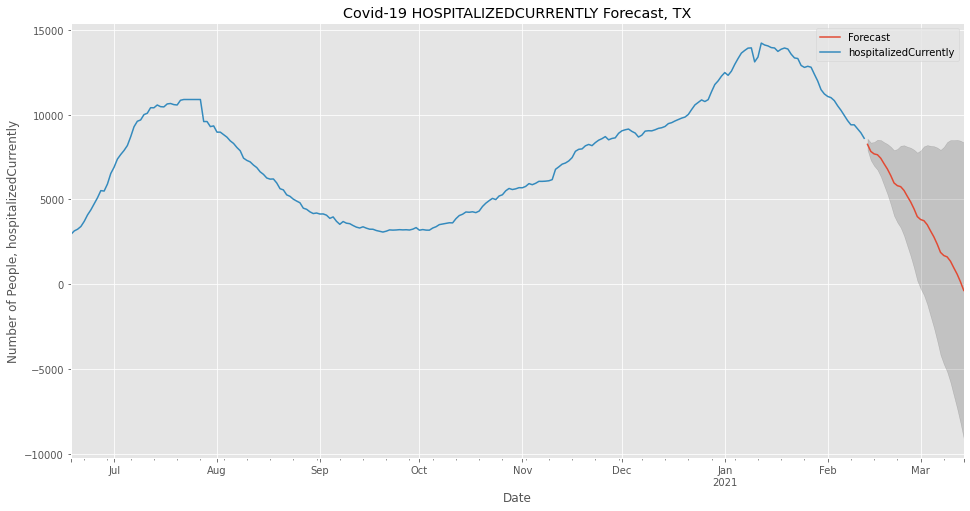 Covid-19 HOSPITALIZEDCURRENTLY Forecast, TX
Forecast
hospitalizedCurrently
Number of People, hospitalizedCurrently
15000
10000
5000
0
−5000
−10000
Jul Aug Sep Oct Nov Dec Jan Feb Mar
2021
Date